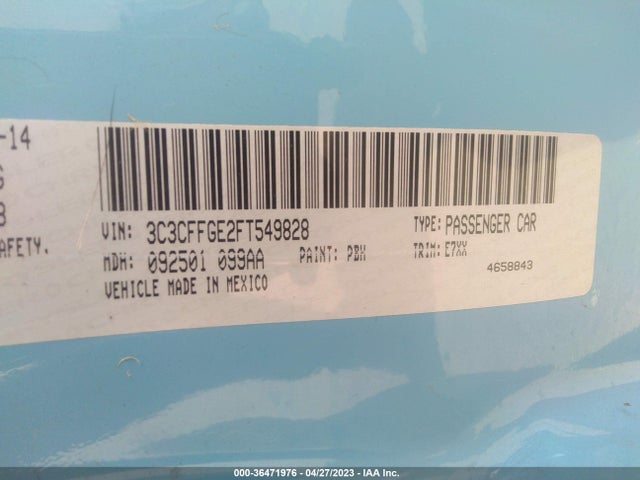 -14
VIN: 3C3CFFGE2FT549828 TYPE: PASSENGER CAR
AFETY.
MDH: 092501 099AA PAINT: PBH TRIM: E7XX
4658843
VEHICLE MADE IN MEXICO
000-36471976 | 04/27/2023 | IAA Inc.